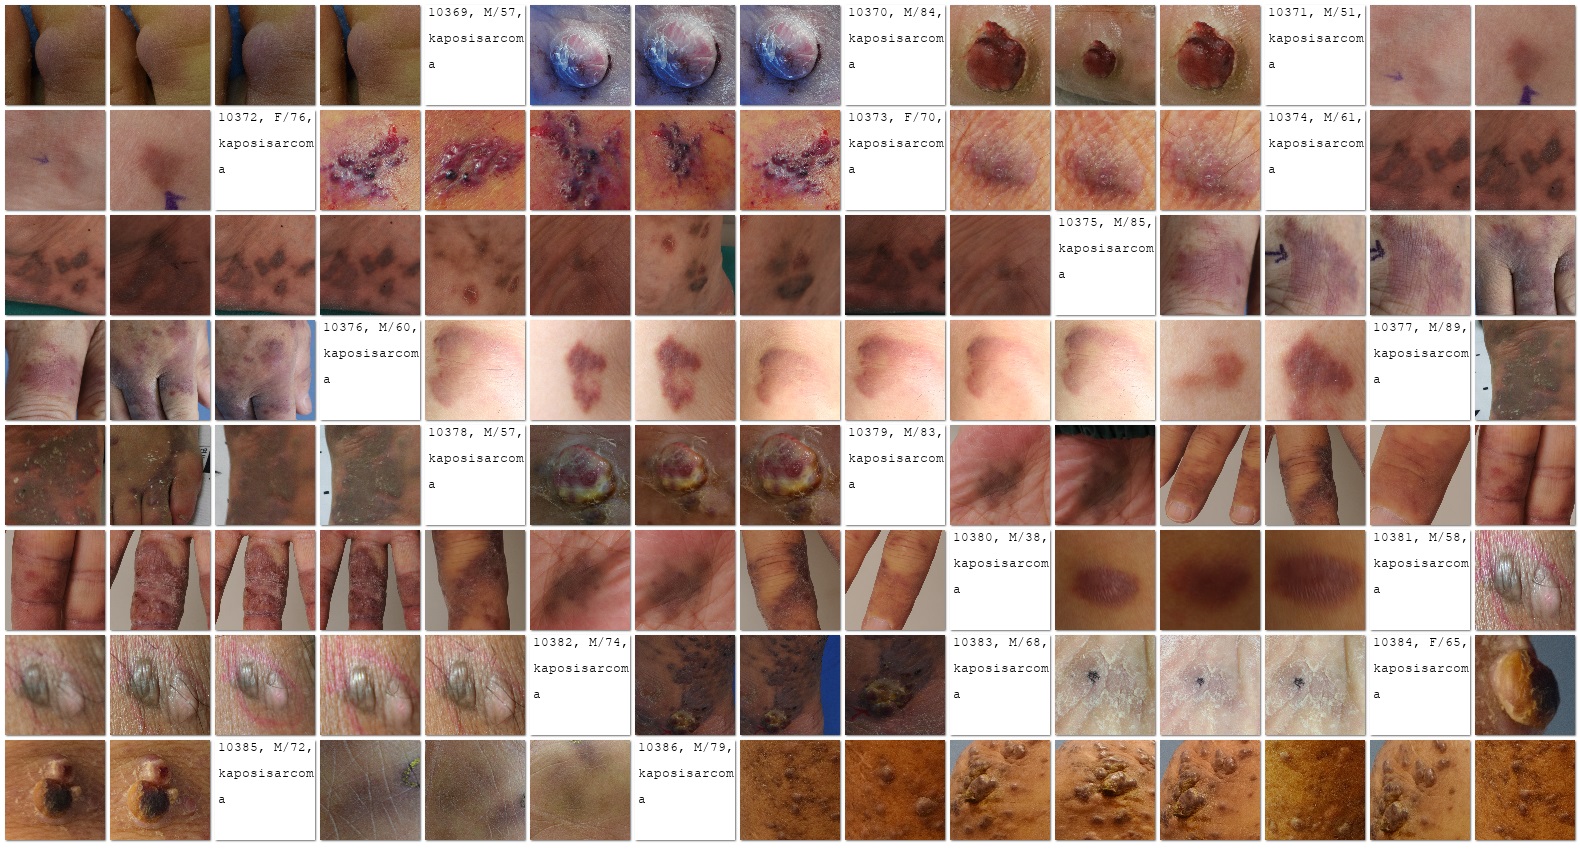 10369, M/57,
kaposisarcom
a
10370, M/84,
kaposisarcom
a
10371, M/51,
kaposisarcom
a
10372, F/76,
kaposisarcom
a
10373, F/70,
kaposisarcom
a
10374, M/61,
kaposisarcom
a
10375, M/85,
kaposisarcom
a
10376, M/60,
kaposisarcom
a
10377, M/89,
kaposisarcom
a
10378, M/57,
kaposisarcom
a
10379, M/83,
kaposisarcom
a
10380, M/38,
kaposisarcom
a
10381, M/58,
kaposisarcom
a
10382, M/74,
kaposisarcom
a
10383, M/68,
kaposisarcom
a
10384, F/65,
kaposisarcom
a
10385, M/72,
kaposisarcom
a
10386, M/79,
kaposisarcom
a